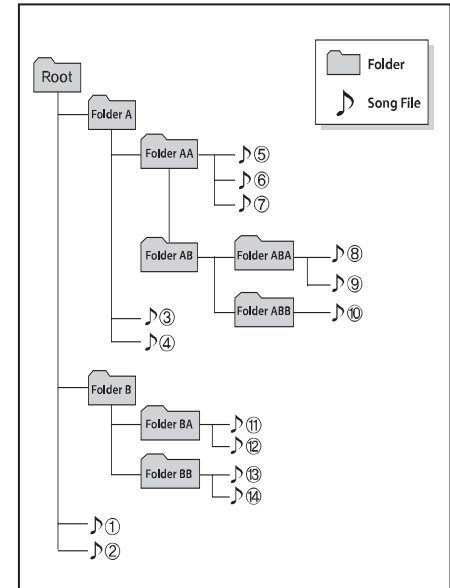 Folder
Song File
Root
Folder A
Folder AA
⑤
⑥
⑦
Folder AB
Folder ABA
⑧
⑨
Folder ABB
⑩
③
④
Folder B
Folder BA
⑪
⑫
Folder BB
⑬
⑭
①
②